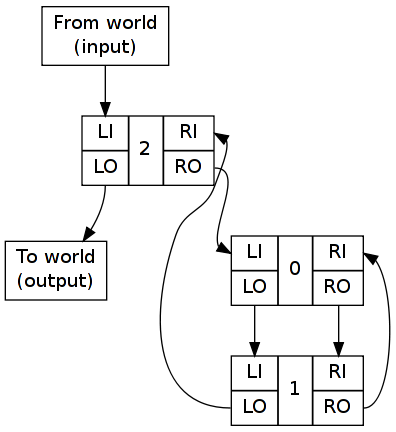 From world
(input)
LI 2 RI
LO RO
To world
(output)
LI 0 RI
LO RO
LI 1 RI
LO RO